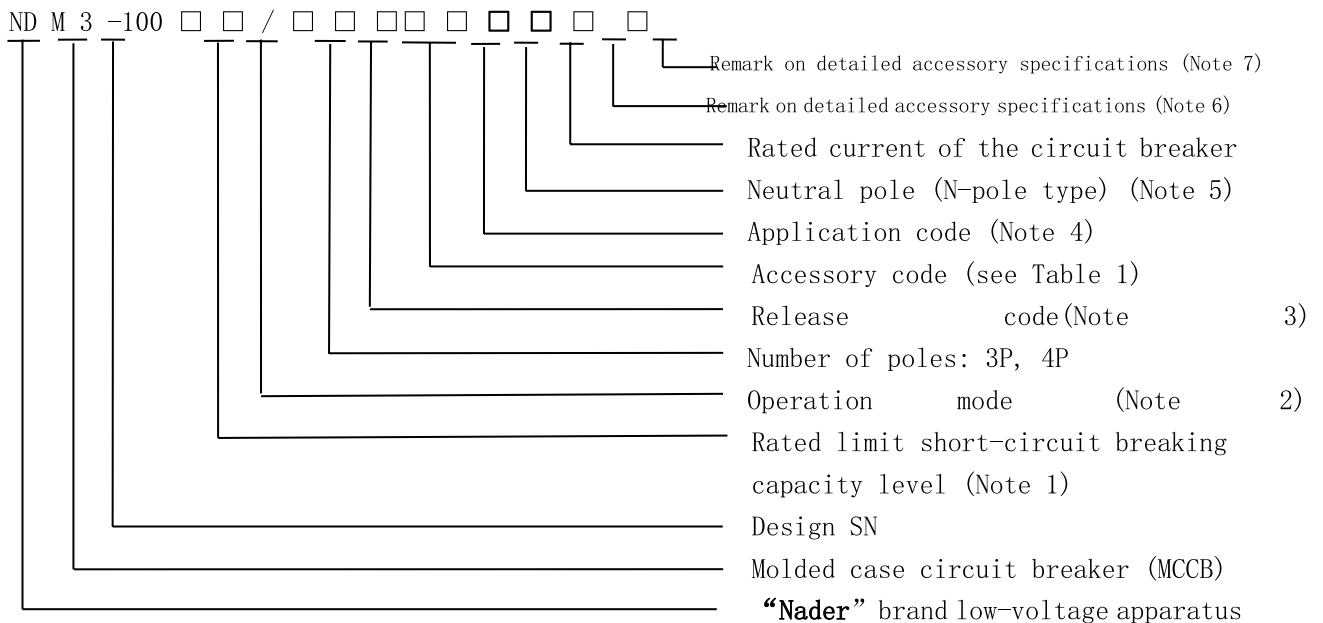 ND M 3 -100 □ □ / □ □ □□ □ □ □ □ □
Remark on detailed accessory specifications (Note 7)
Remark on detailed accessory specifications (Note 6)
Rated current of the circuit breaker
Neutral pole (N-pole type) (Note 5)
Application code (Note 4)
Accessory code (see Table 1)
Release code(Note 3)
Number of poles: 3P, 4P
Operation mode (Note 2)
Rated limit short-circuit breaking
capacity level (Note 1)
Design SN
Molded case circuit breaker (MCCB)
“Nader” brand low-voltage apparatus